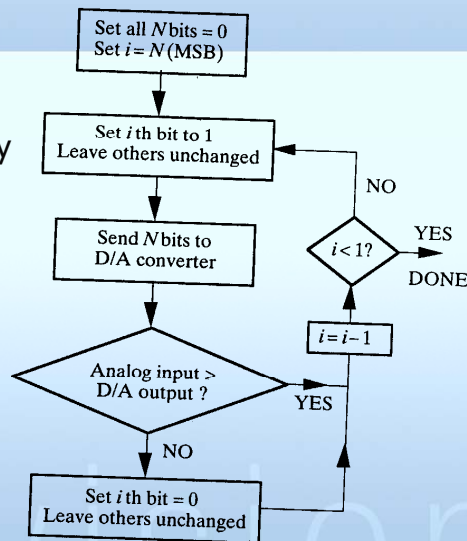 Set all N bits = 0
Set i = N (MSB)
y
Set i th bit to 1
Leave others unchanged
NO
Send N bits to
D/A converter
i < 1?
YES
DONE
i = i – 1
Analog input >
D/A output ?
YES
NO
Set i th bit = 0
Leave others unchanged